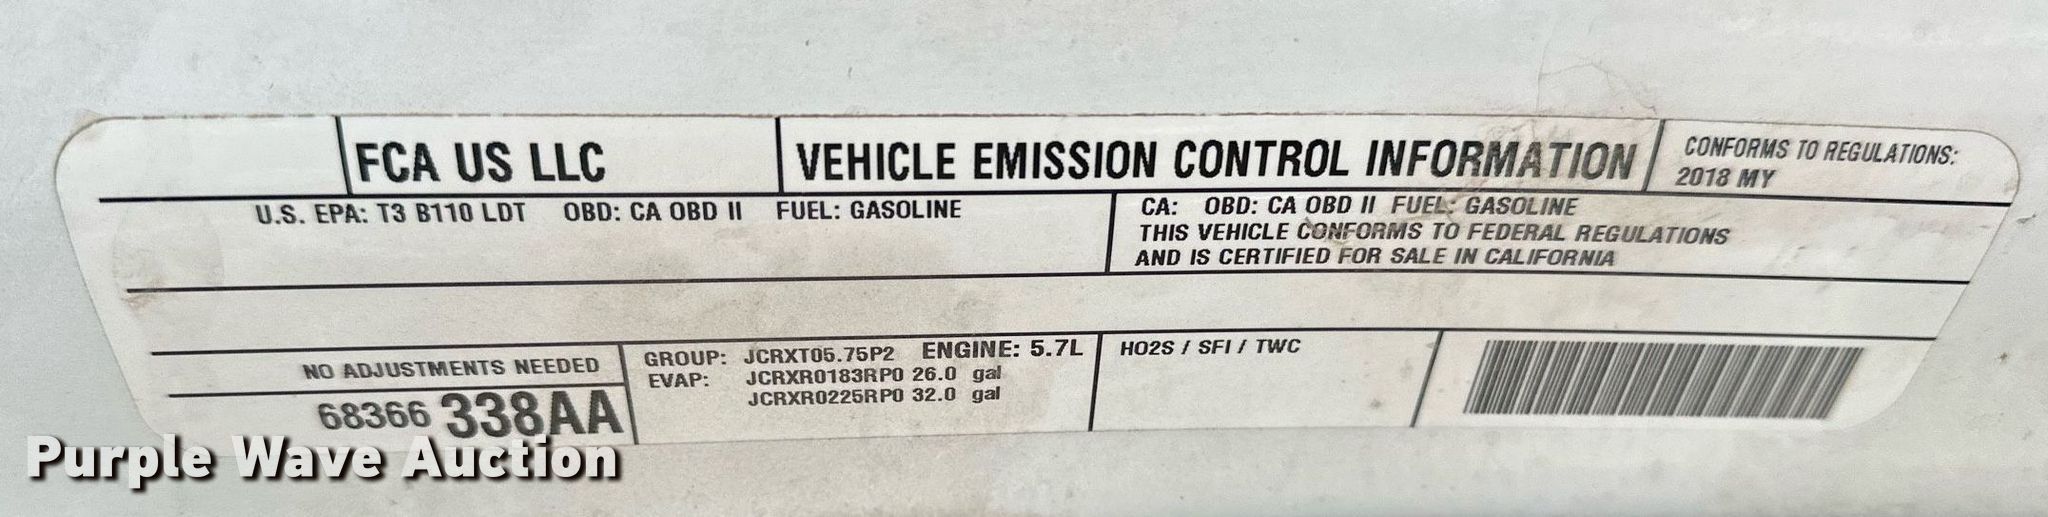 FCA US LLC
VEHICLE EMISSION CONTROL INFORMATION
CONFORMS TO REGULATIONS:
2018 MY
U.S. EPA: T3 B110 LDT OBD: CA OBD II FUEL: GASOLINE
CA: OBD: CA OBD II FUEL: GASOLINE
THIS VEHICLE CONFORMS TO FEDERAL REGULATIONS
AND IS CERTIFIED FOR SALE IN CALIFORNIA
NO ADJUSTMENTS NEEDED
68366 338AA
GROUP: JCRXT05.75P2 ENGINE: 5.7L
EVAP: JCRXR0183RP0 26.0 gal
JCRXR0225RP0 32.0 gal
HO2S / SFI / TWC
Purple Wave Auction